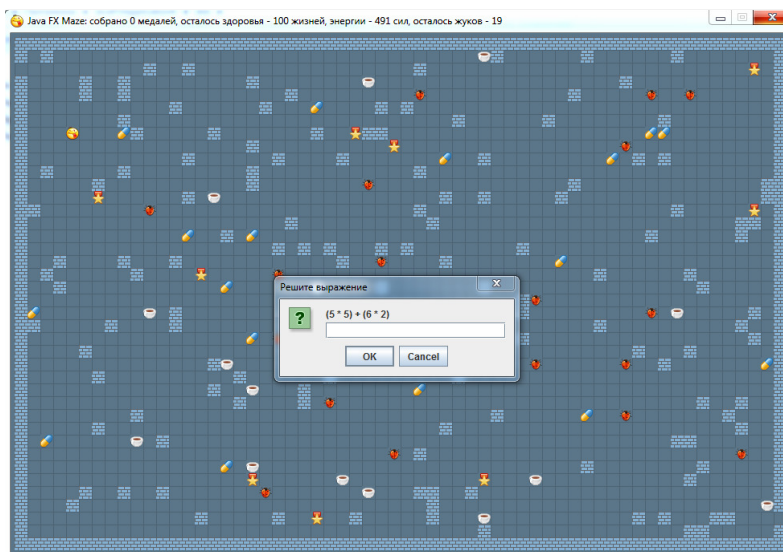 Java FX Maze: собрано 0 медалей, осталось здоровья - 100 жизней, энергии - 491 сил, осталось жуков - 19
Решите выражение
(5 * 5) + (6 * 2)
OK
Cancel